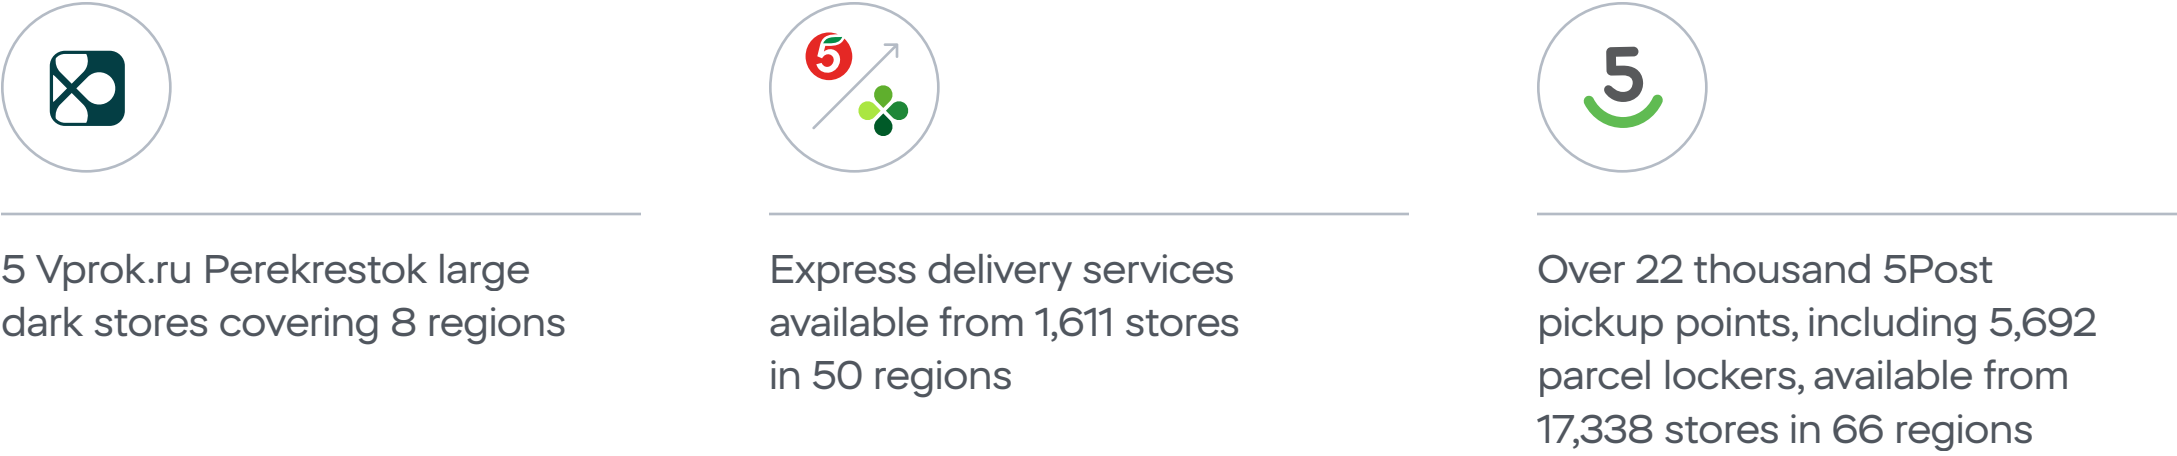 5
5
5 Vprok.ru Perekrestok large
dark stores covering 8 regions
Express delivery services
available from 1,611 stores
in 50 regions
Over 22 thousand 5Post
pickup points, including 5,692
parcel lockers, available from
17,338 stores in 66 regions